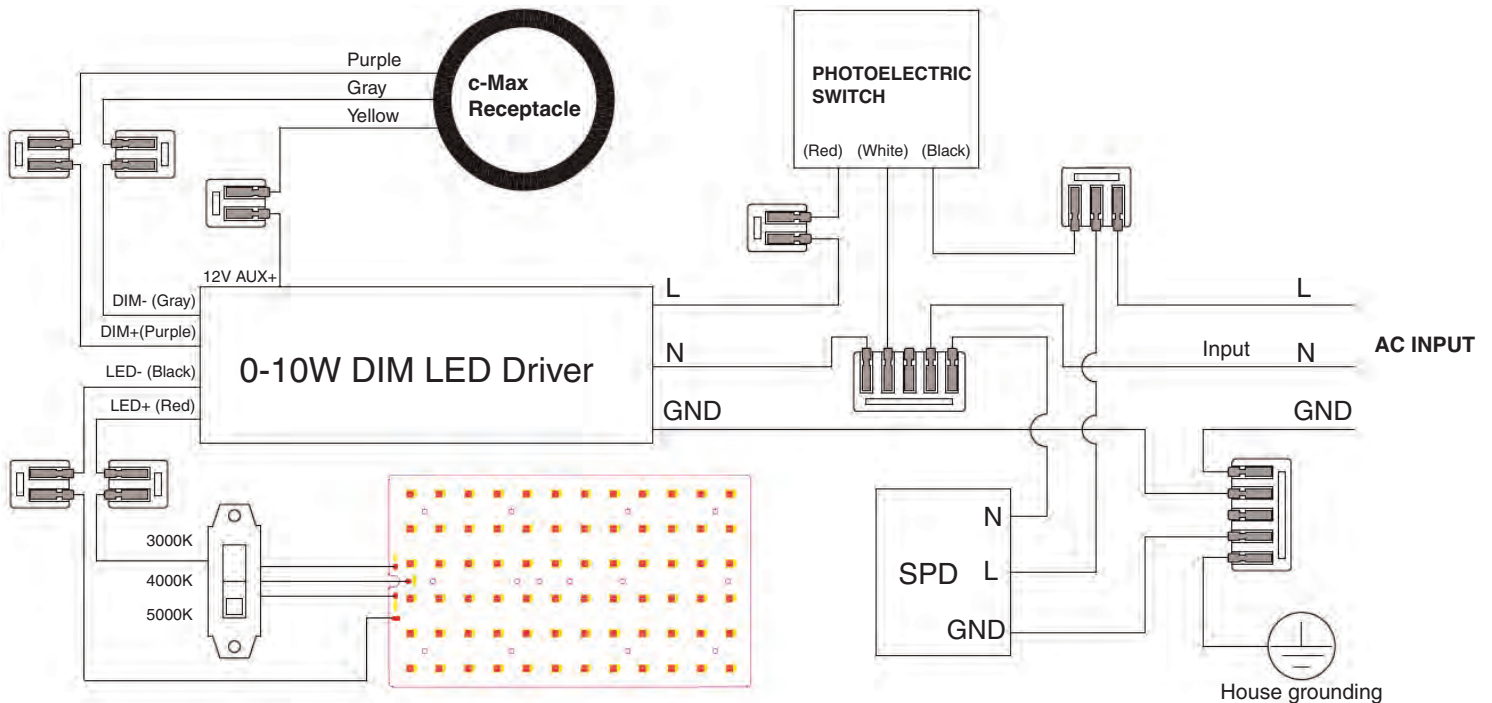 Purple
Gray
Yellow
c-Max
Receptacle
PHOTOELECTRIC
SWITCH
(Red) (White) (Black)
12V AUX+
DIM- (Gray)
DIM+(Purple)
LED- (Black)
LED+ (Red)
0-10W DIM LED Driver
L
N
GND
L
Input N
GND
AC INPUT
3000K
4000K
5000K
SPD
N
L
GND
House grounding